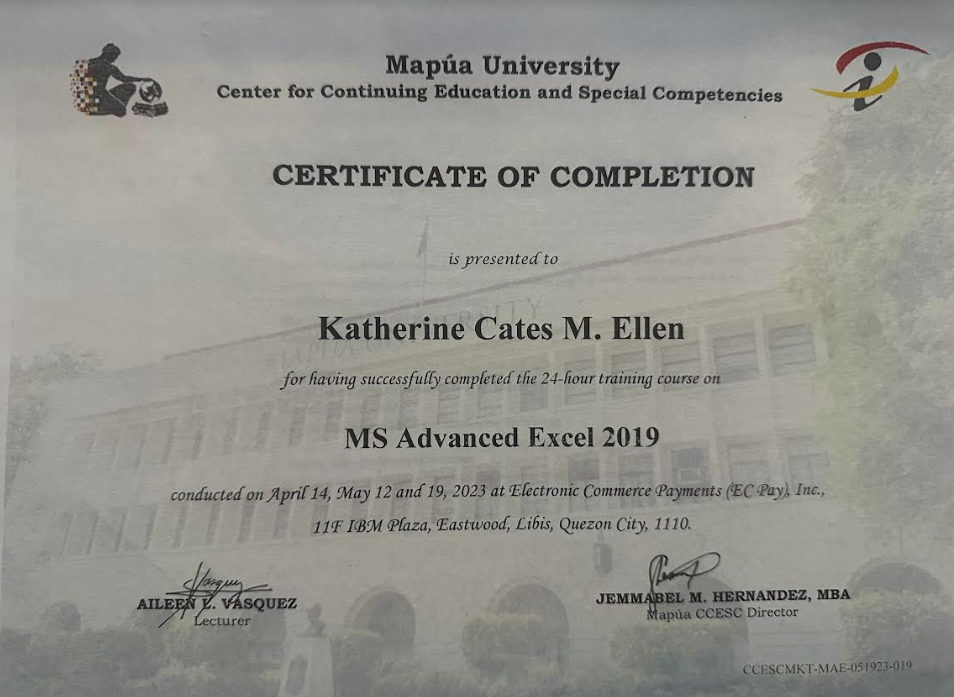 Mapúa University
Center for Continuing Education and Special Competencies
CERTIFICATE OF COMPLETION
is presented to
MAPUA UNIVERSITY
Katherine Cates M. Ellen
for having successfully completed the 24-hour training course on
MS Advanced Excel 2019
conducted on April 14, May 12 and 19, 2023 at Electronic Commerce Payments (EC Pay), Inc.,
11F IBM Plaza, Eastwood, Libis, Quezon City, 1110.
AILEEN L. VASQUEZ
Lecturer
JEMMABEL M. HERNANDEZ, MBA
Mapúa CCESC Director
CCESCMKT-MAE-051923-019